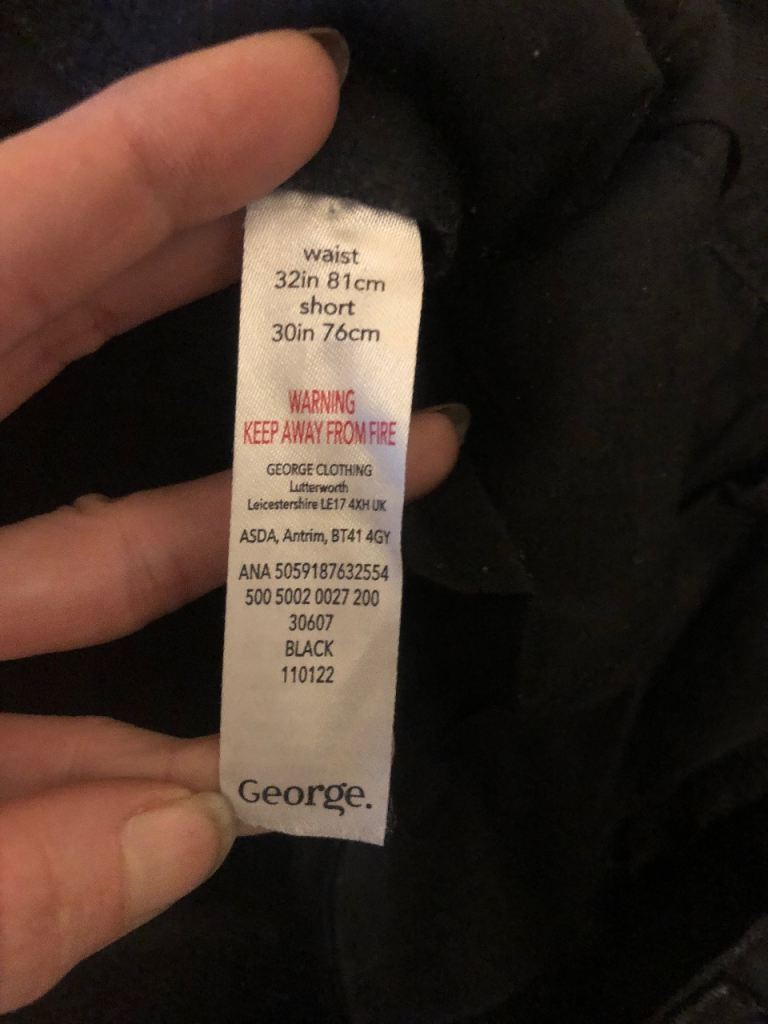 waist
32in 81cm
short
30in 76cm
WARNING
KEEP AWAY FROM FIRE
GEORGE CLOTHING
Lutterworth
Leicestershire LE17 4XH UK
ASDA, Antrim, BT41 4GY
ANA 5059187632554
500 5002 0027 200
30607
BLACK
110122
George.